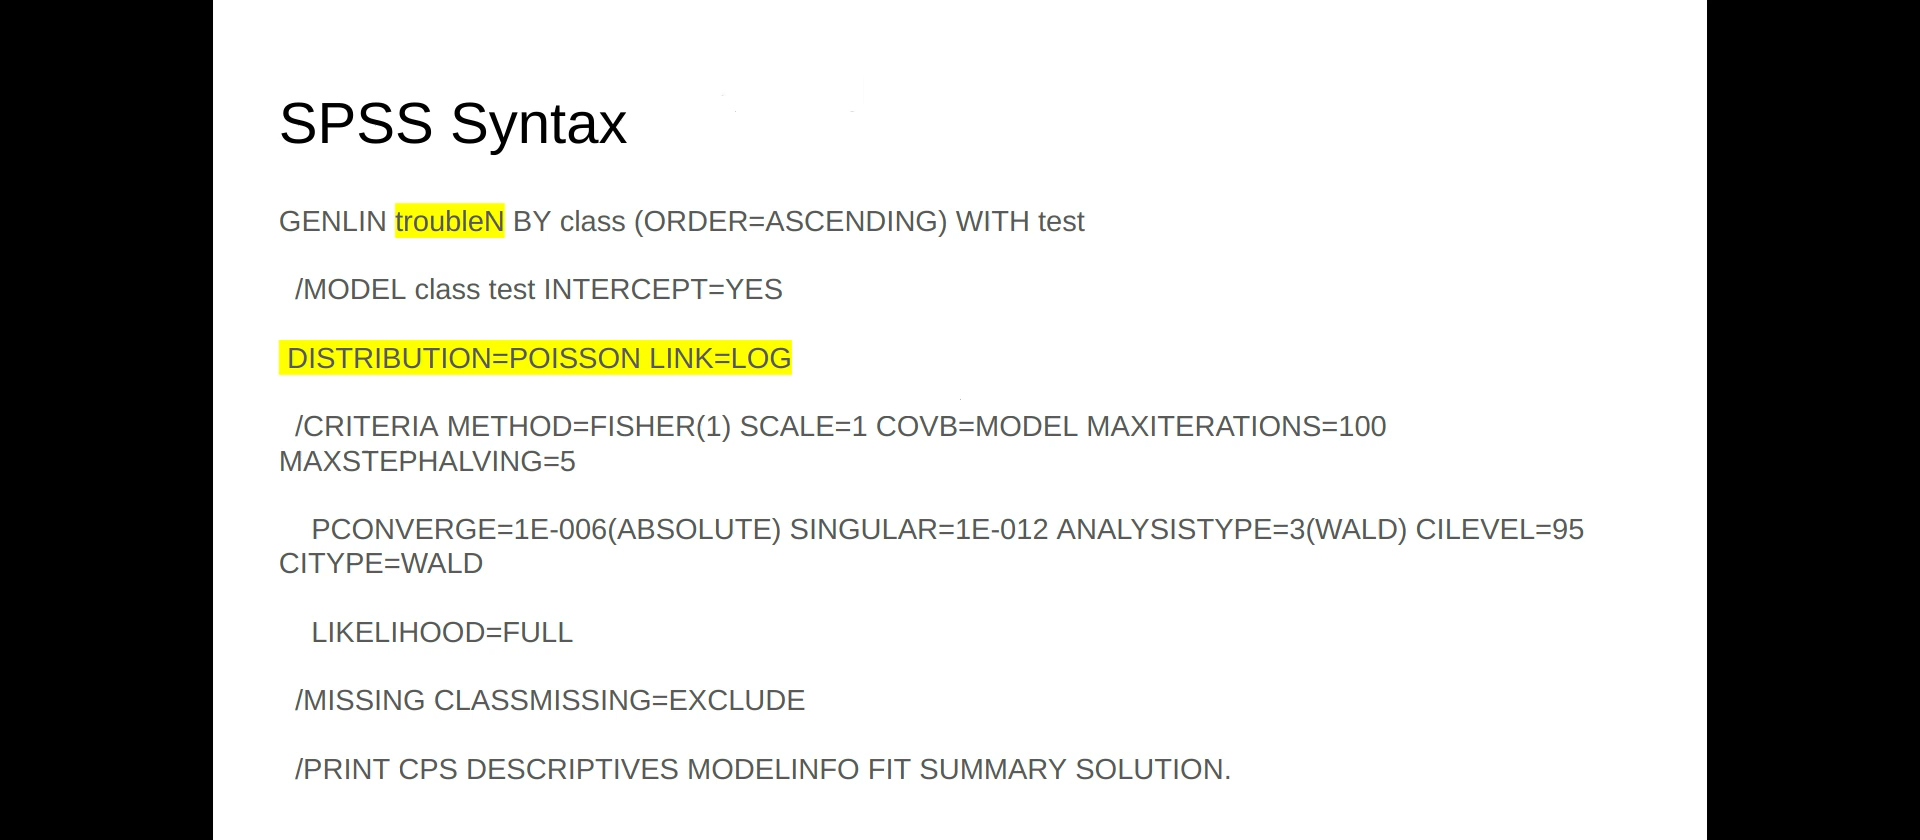 SPSS Syntax
GENLIN troubleN BY class (ORDER=ASCENDING) WITH test
/MODEL class test INTERCEPT=YES
DISTRIBUTION=POISSON LINK=LOG
/CRITERIA METHOD=FISHER(1) SCALE=1 COVB=MODEL MAXITERATIONS=100
MAXSTEPHALVING=5
PCONVERGE=1E-006(ABSOLUTE) SINGULAR=1E-012 ANALYSISTYPE=3(WALD) CILEVEL=95
CITYPE=WALD
LIKELIHOOD=FULL
/MISSING CLASSMISSING=EXCLUDE
/PRINT CPS DESCRIPTIVES MODELINFO FIT SUMMARY SOLUTION.